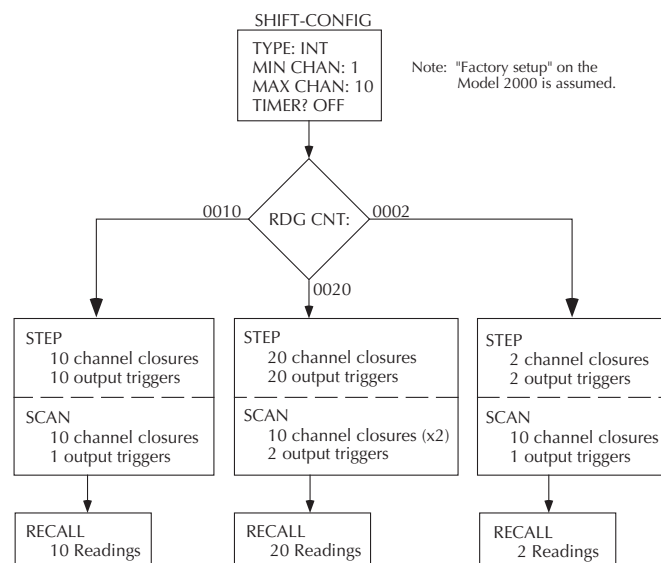 SHIFT-CONFIG
TYPE: INT
MIN CHAN: 1
MAX CHAN: 10
TIMER? OFF
Note: "Factory setup" on the
Model 2000 is assumed.
RDG CNT:
0010
0002
0020
STEP
10 channel closures
10 output triggers
SCAN
10 channel closures
1 output triggers
RECALL
10 Readings
STEP
20 channel closures
20 output triggers
SCAN
10 channel closures (x2)
2 output triggers
RECALL
20 Readings
STEP
2 channel closures
2 output triggers
SCAN
10 channel closures
1 output triggers
RECALL
2 Readings